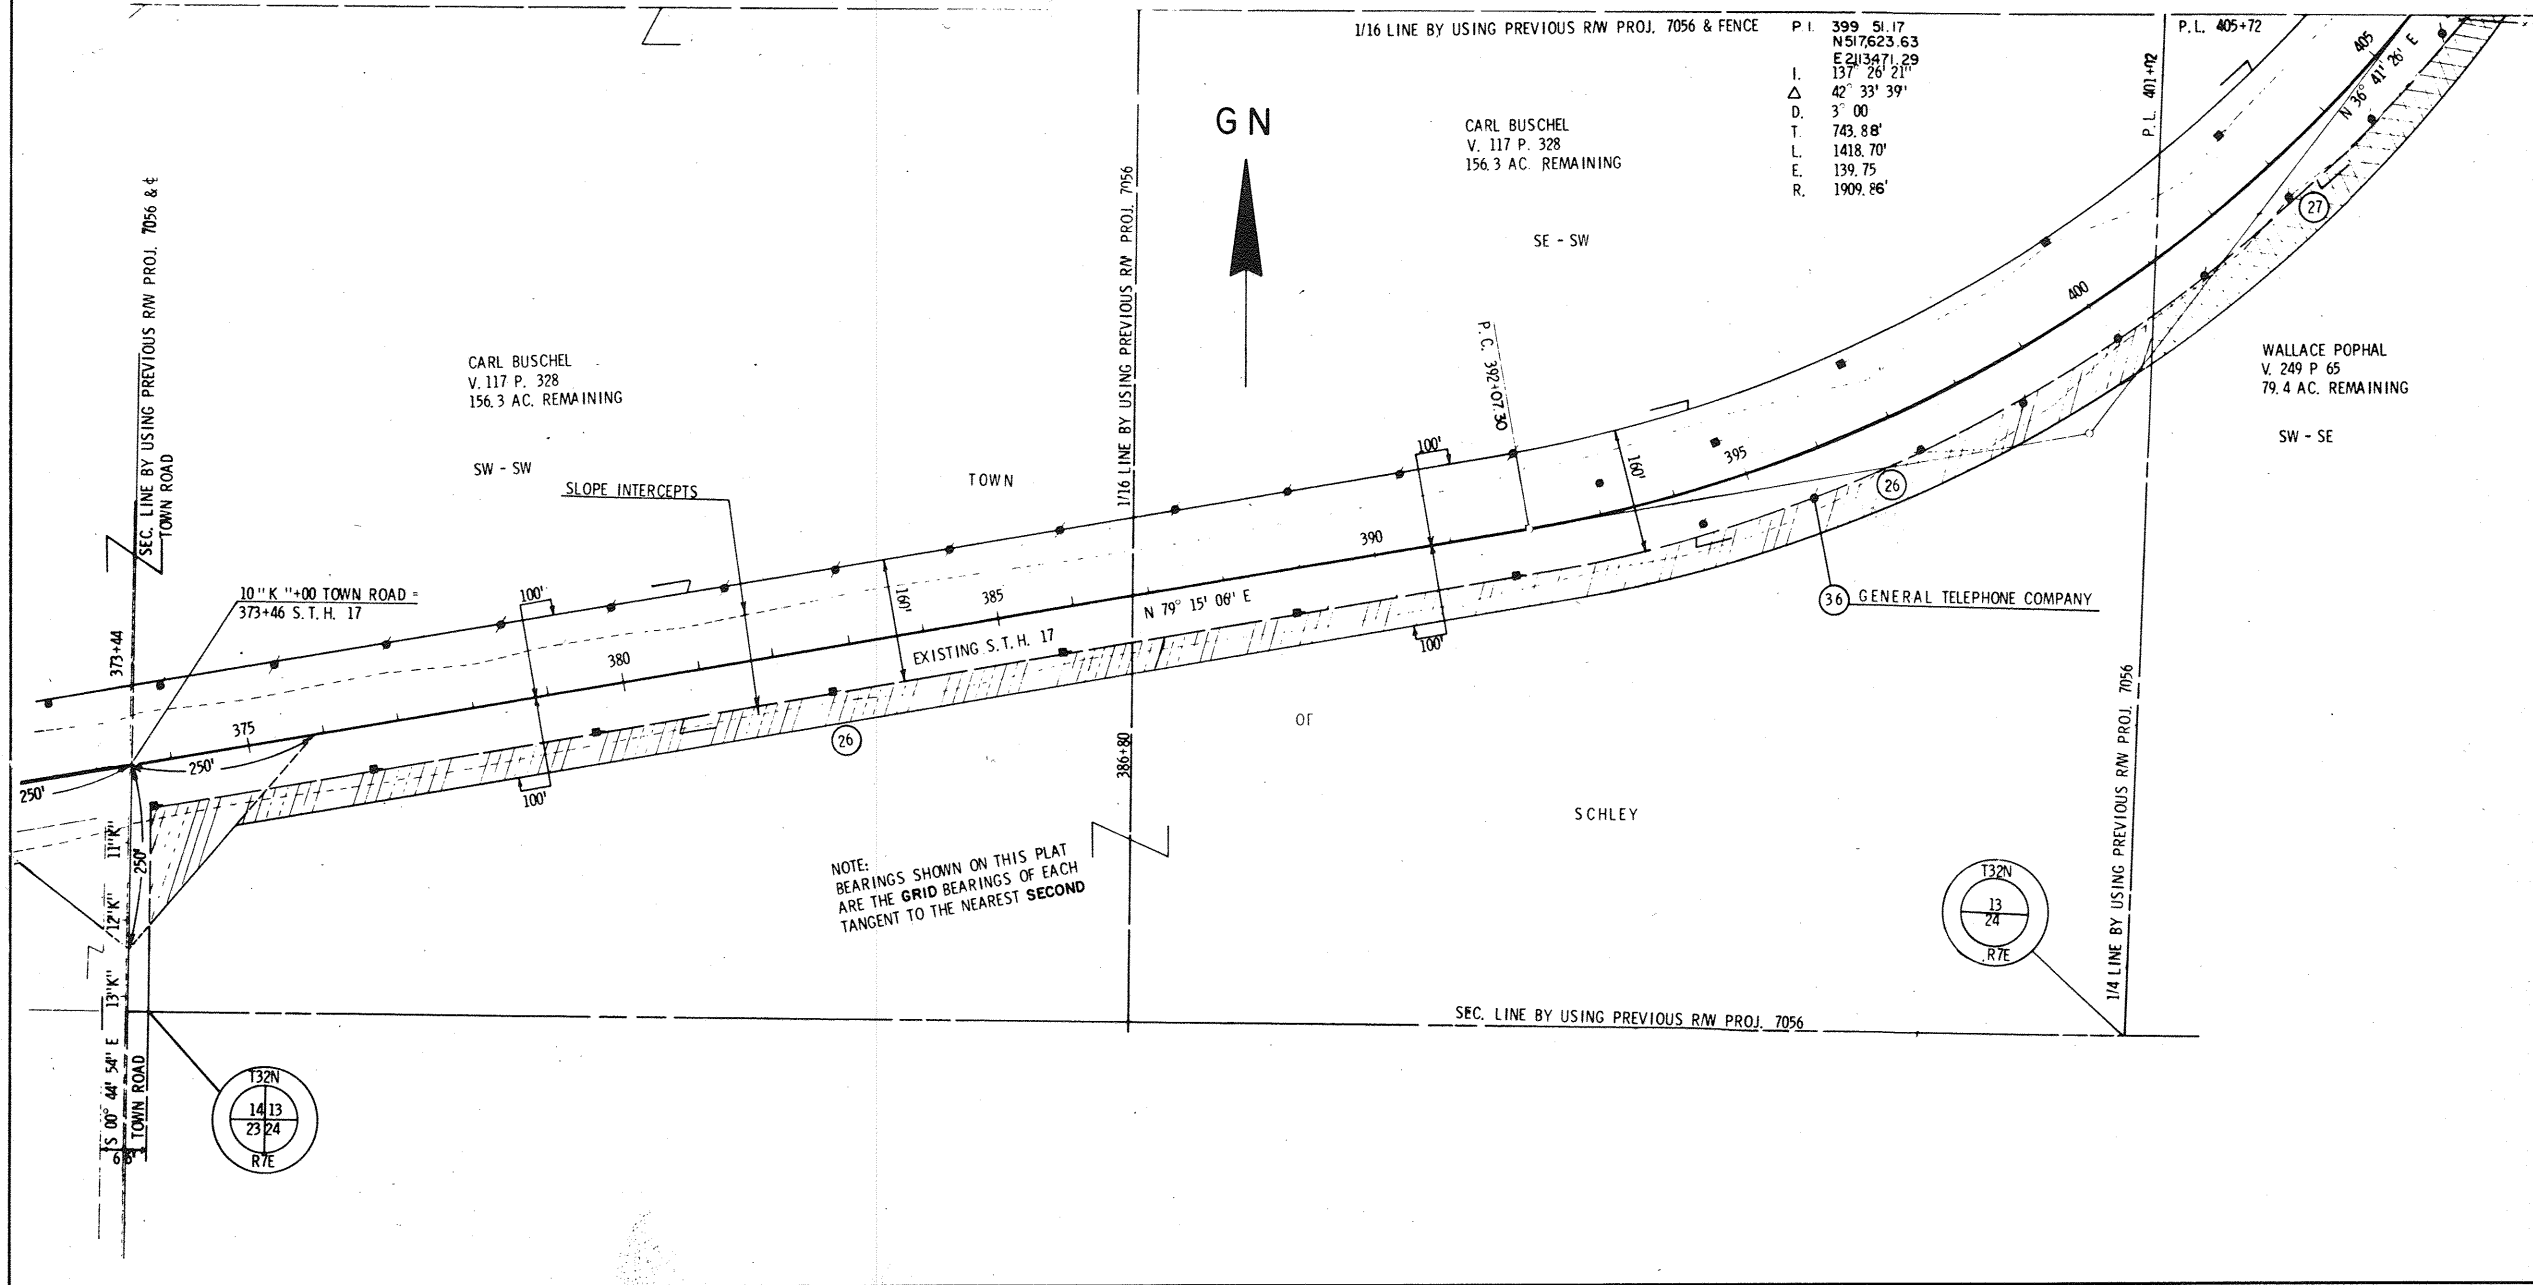 1/16 LINE BY USING PREVIOUS R/W PROJ. 7056 & FENCE
P.I. 399 51.17
N517,623.63
E2,113,471.29
I. 137° 26' 21"
Δ 42° 33' 39'
D. 3° 00
T. 743.88'
L. 1418.70'
E. 139.75
R. 1909.86'
P.L. 405+72
P.L. 401+02
405
N 36° 41' 26' E
GN
CARL BUSCHEL
V. 117 P. 328
156.3 AC. REMAINING
SE - SW
27
400
SEC. LINE BY USING PREVIOUS R/W PROJ. 7056 & ℄
TOWN ROAD
1/16 LINE BY USING PREVIOUS R/W PROJ. 7056
CARL BUSCHEL
V. 117 P. 328
156.3 AC. REMAINING
SW - SW
SLOPE INTERCEPTS
TOWN
P.C. 392+07.30
WALLACE POPHAL
V. 249 P 65
79.4 AC. REMAINING
SW - SE
100'
160'
395
26
390
36 GENERAL TELEPHONE COMPANY
10"K"+00 TOWN ROAD =
373+46 S.T.H. 17
373+44
100'
160'
385
N 79° 15' 06" E
EXISTING S.T.H. 17
380
100'
375
250'
250'
250'
26
100'
OF
386+80
SCHLEY
11"K"
12"K"
13"K"
NOTE:
BEARINGS SHOWN ON THIS PLAT
ARE THE GRID BEARINGS OF EACH
TANGENT TO THE NEAREST SECOND
T32N
13
24
R7E
1/4 LINE BY USING PREVIOUS R/W PROJ. 7056
SEC. LINE BY USING PREVIOUS R/W PROJ. 7056
S 00° 44' 54" E
TOWN ROAD
T32N
14 13
23 24
R7E